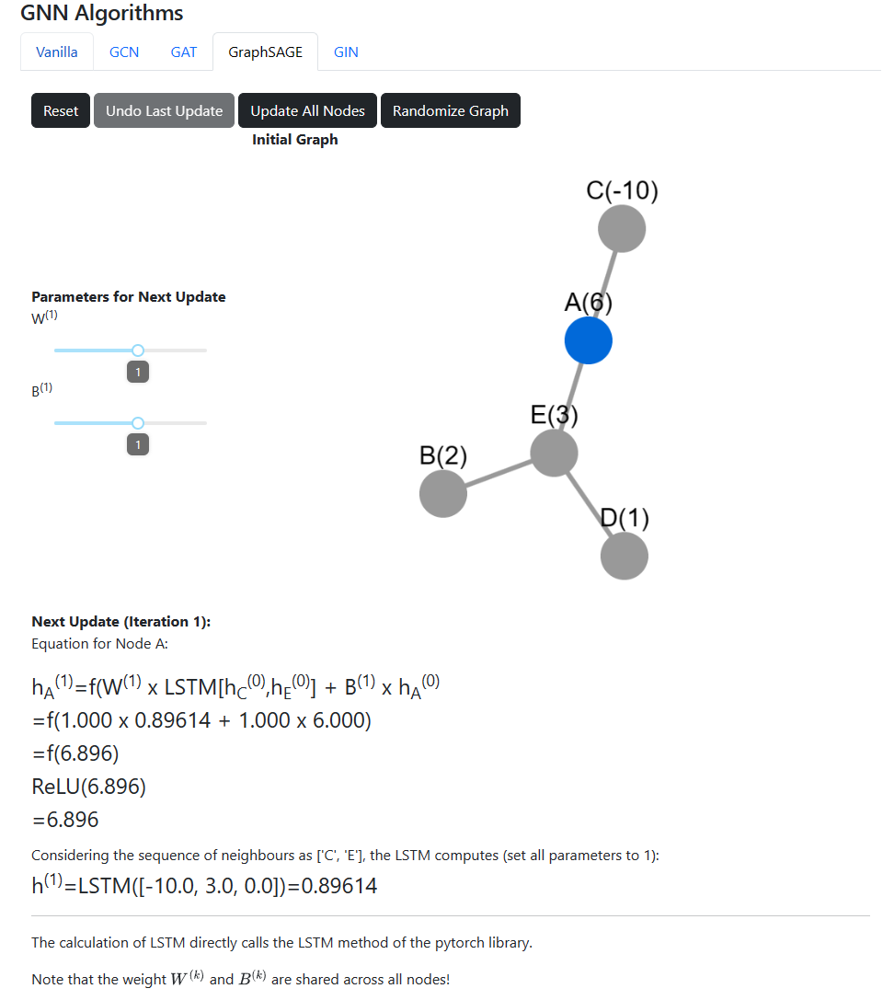 GNN Algorithms
Vanilla GCN GAT GraphSAGE GIN
Reset Undo Last Update Update All Nodes Randomize Graph
Initial Graph
C(-10)
A(6)
Parameters for Next Update
W(1)
1
B(1)
1
E(3)
B(2)
D(1)
Next Update (Iteration 1):
Equation for Node A:
hA(1)=f(W(1) x LSTM[hC(0),hE(0)] + B(1) x hA(0)
=f(1.000 x 0.89614 + 1.000 x 6.000)
=f(6.896)
ReLU(6.896)
=6.896
Considering the sequence of neighbours as ['C', 'E'], the LSTM computes (set all parameters to 1):
h(1)=LSTM([-10.0, 3.0, 0.0])=0.89614
The calculation of LSTM directly calls the LSTM method of the pytorch library.
Note that the weight W(k) and B(k) are shared across all nodes!